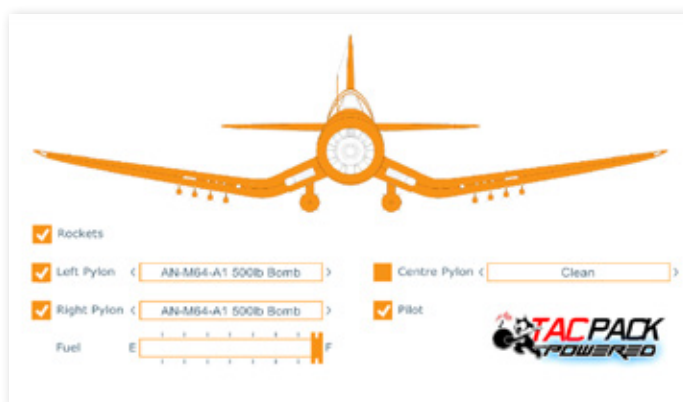 Rockets
Left Pylon < AN-M64-A1 500lb Bomb > Centre Pylon < Clean >
Right Pylon < AN-M64-A1 500lb Bomb > Pilot
Fuel E F
TACPACK
POWERED